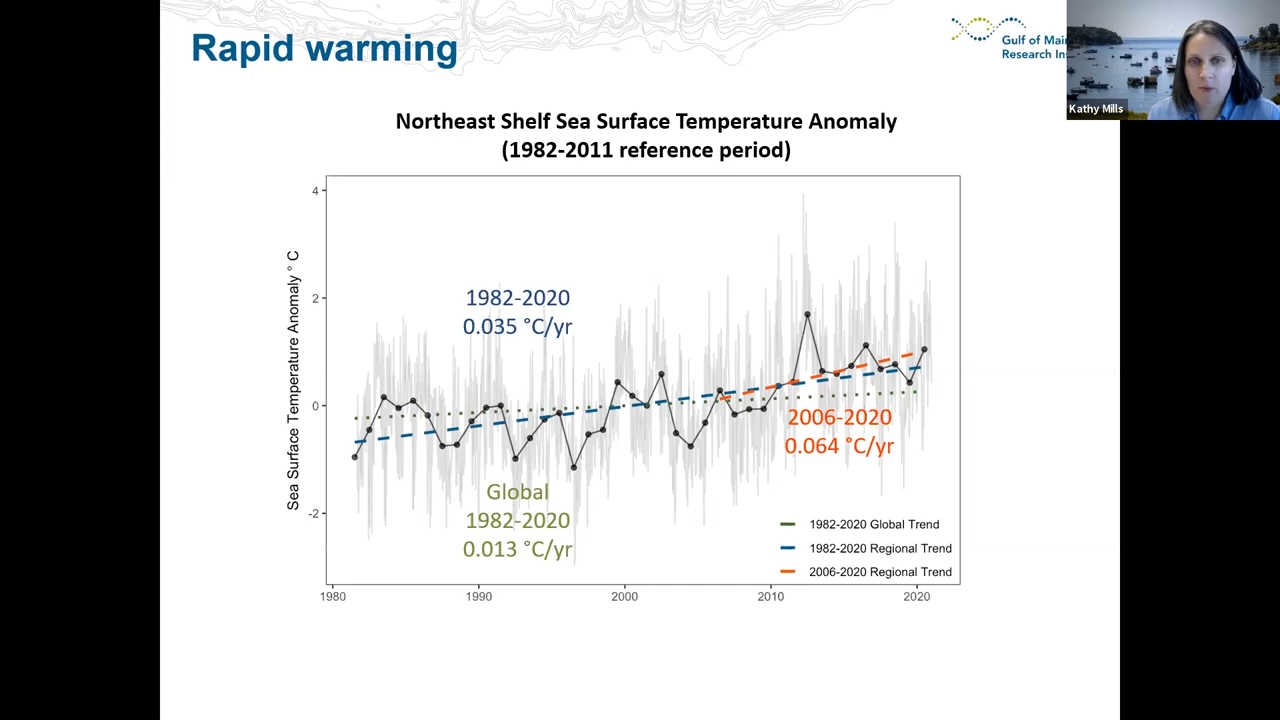 Rapid warming
Gulf of Mai
Research Ins
Kathy Mills
Northeast Shelf Sea Surface Temperature Anomaly
(1982-2011 reference period)
Sea Surface Temperature Anomaly ° C
4
2
0
-2
1982-2020
0.035 °C/yr
2006-2020
0.064 °C/yr
Global
1982-2020
0.013 °C/yr
1982-2020 Global Trend
1982-2020 Regional Trend
2006-2020 Regional Trend
1980
1990
2000
2010
2020